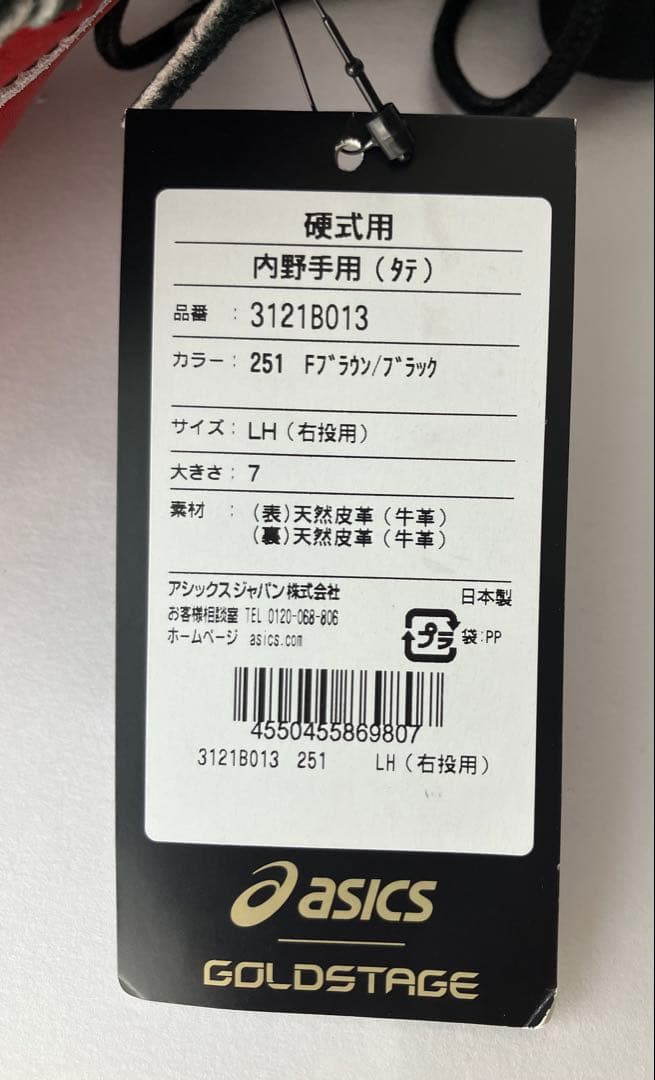 硬式用
内野手用(ﾀﾃ)
品番 : 3121B013
カラー: 251 Fﾌﾞﾗｳﾝ/ﾌﾞﾗｯｸ
サイズ: LH(右投用)
大きさ: 7
素材 : (表)天然皮革(牛革)
(裏)天然皮革(牛革)
アシックスジャパン株式会社 日本製
お客様相談室 TEL 0120-068-806
ホームページ asics.com プラ 袋:PP
4550455869807
3121B013 251 LH(右投用)
asics
GOLDSTAGE